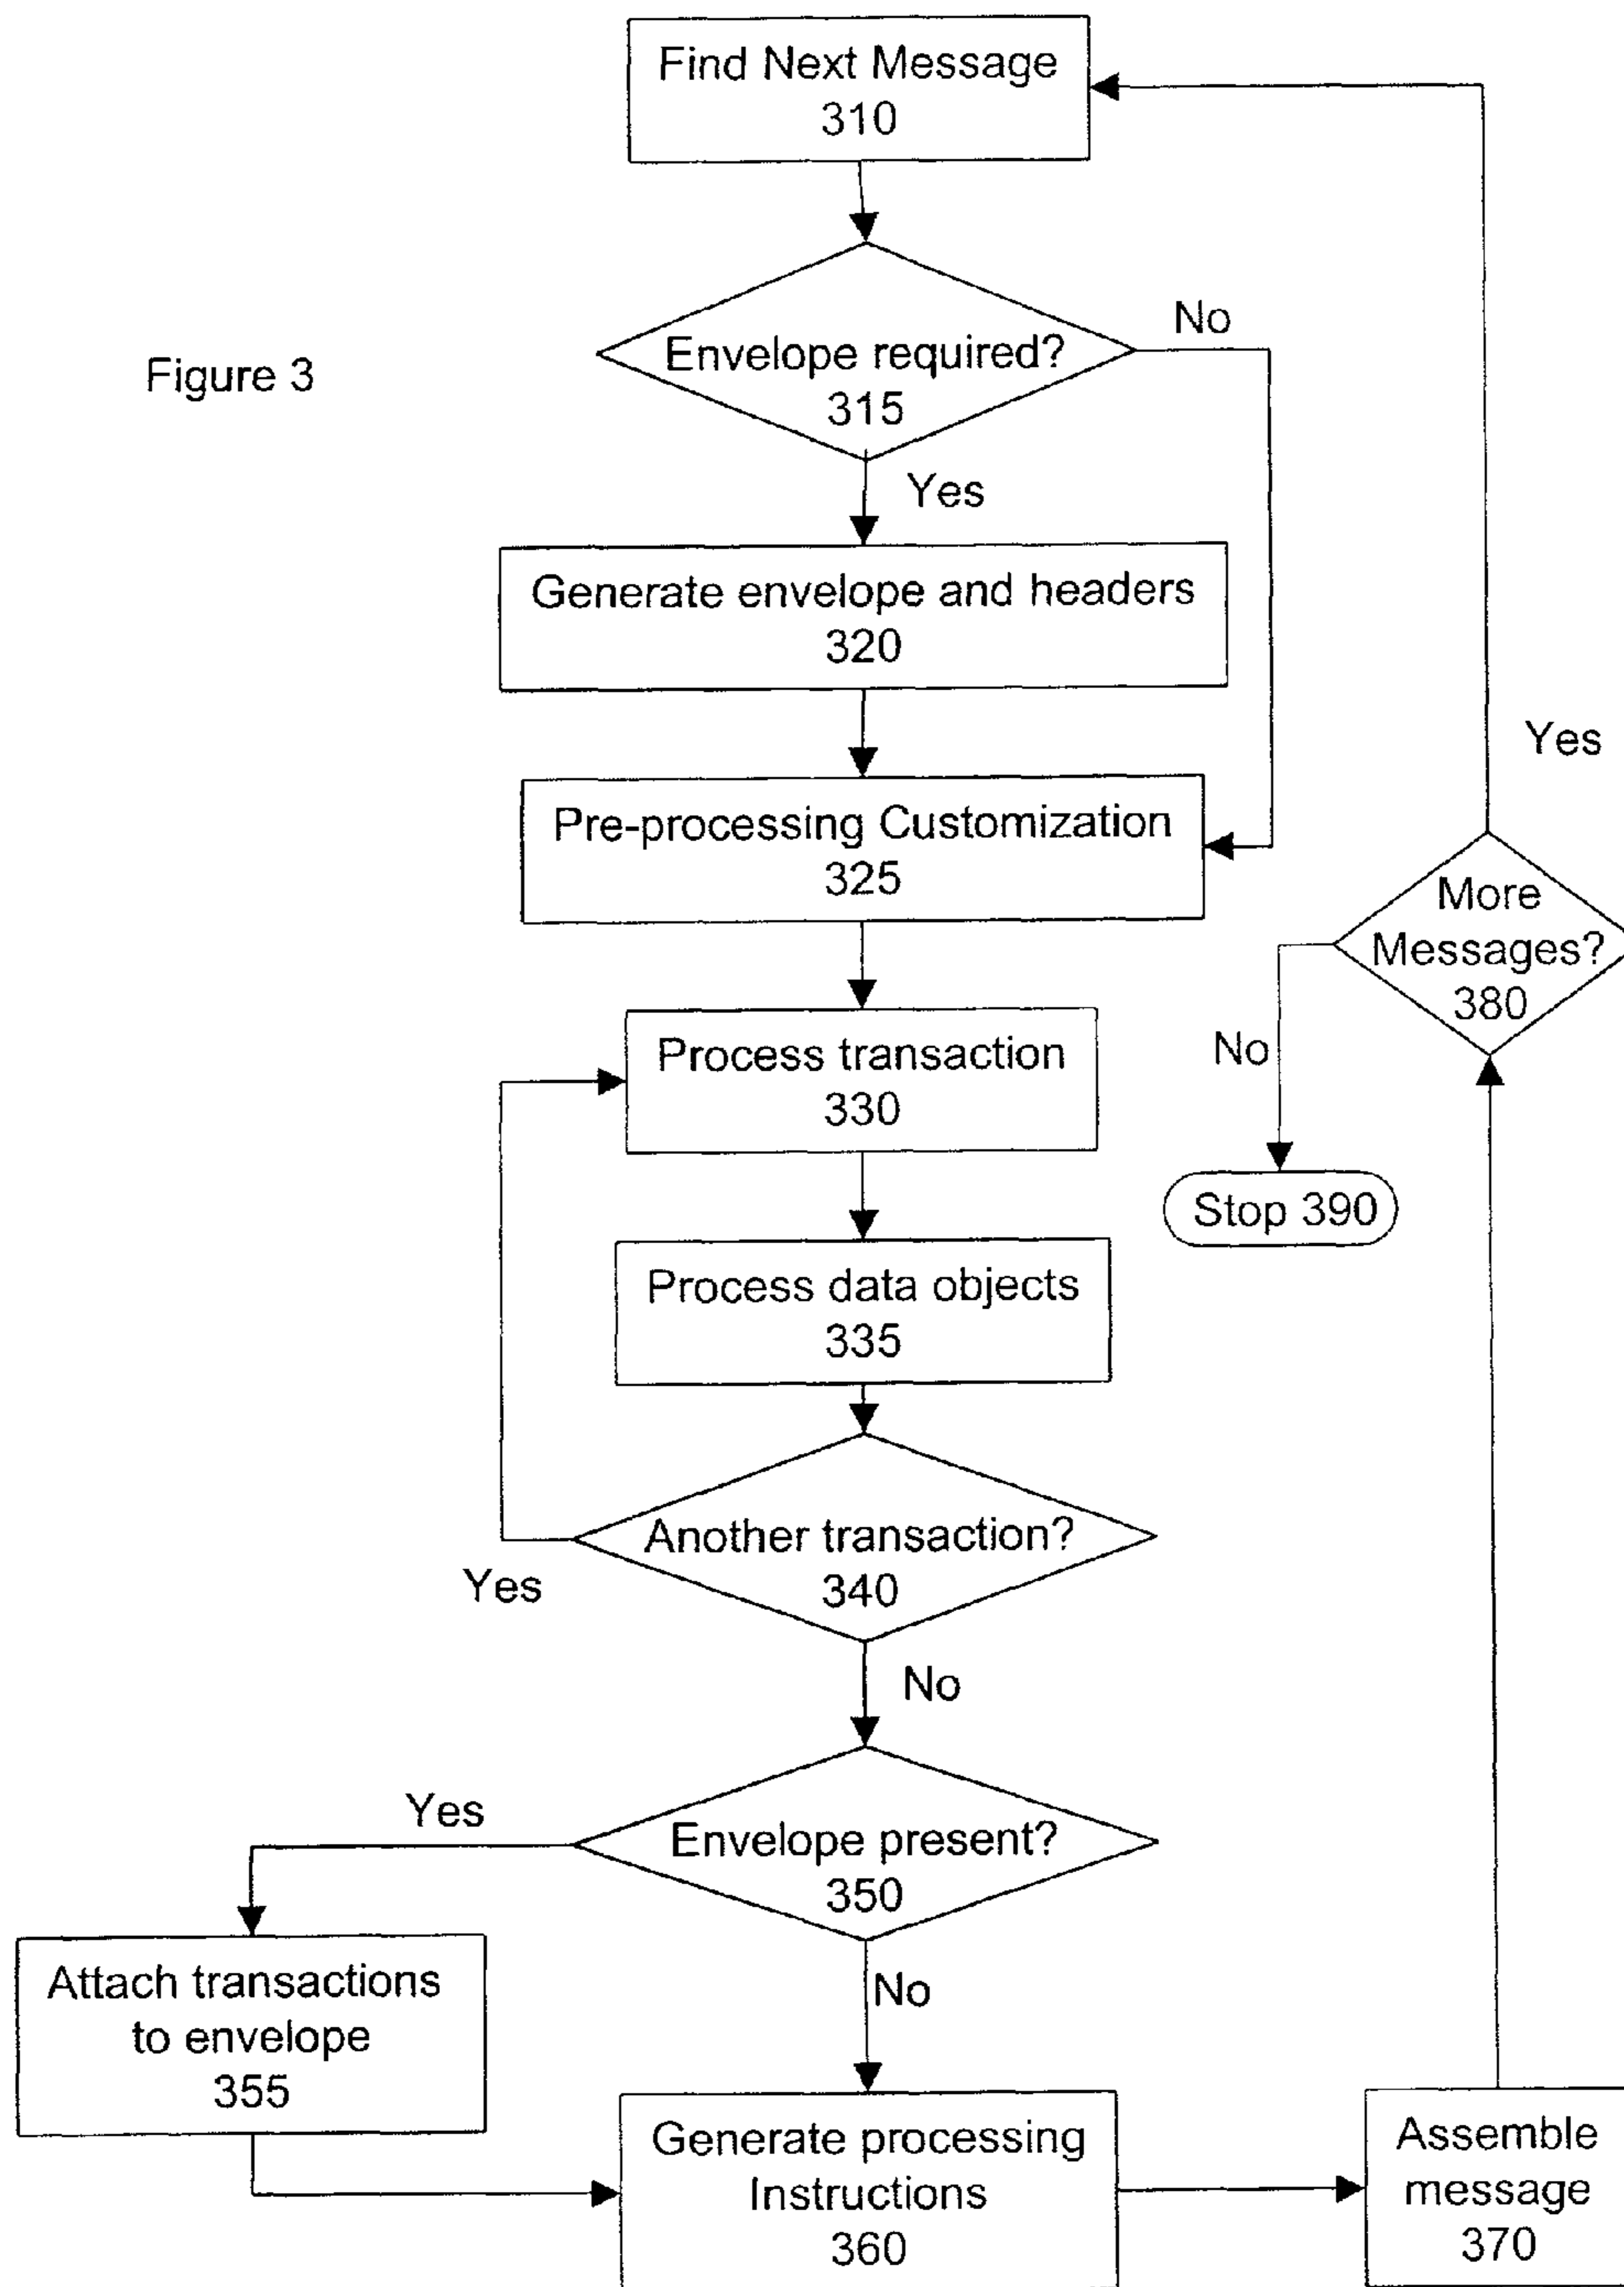 Find Next Message
310
Figure 3
Envelope required?
315
No
Yes
Generate envelope and headers
320
Pre-processing Customization
325
Yes
More
Messages?
380
No
Stop 390
Process transaction
330
Process data objects
335
Another transaction?
340
Yes
No
Envelope present?
350
Yes
No
Attach transactions
to envelope
355
Generate processing
Instructions
360
Assemble
message
370